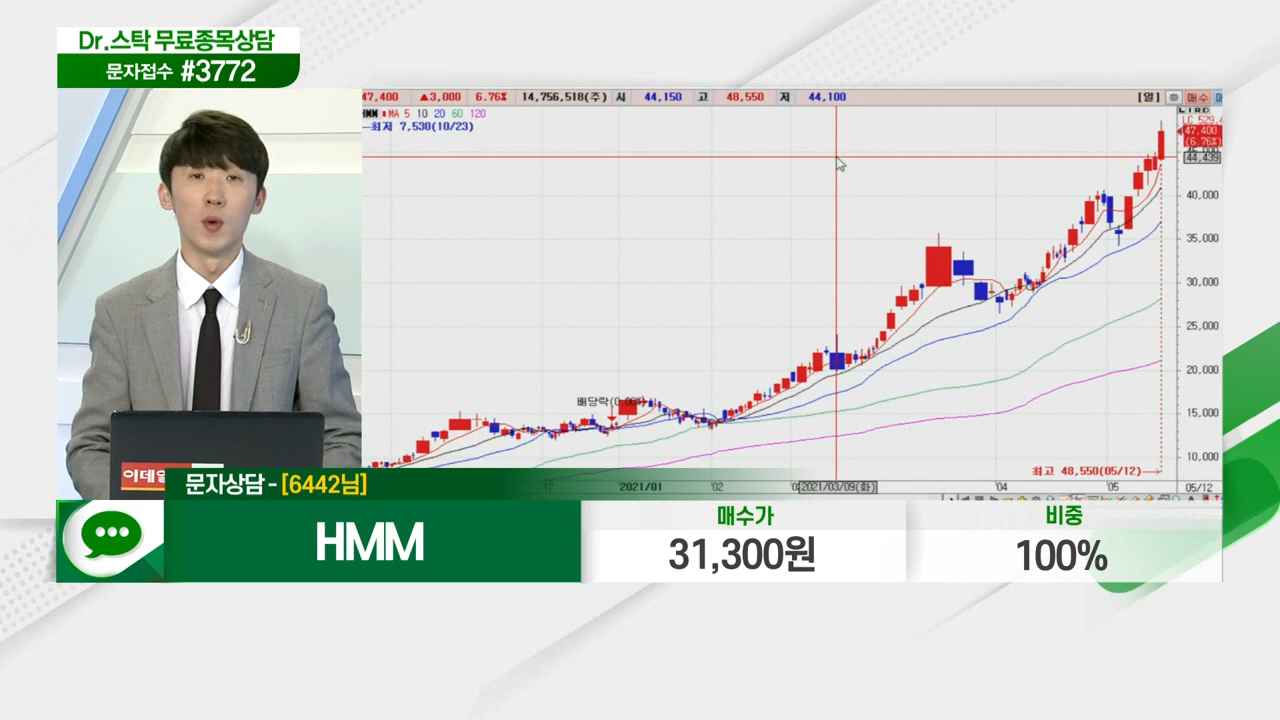 Dr.스탁 무료종목상담
문자접수 #3772
47,400 ▲3,000 6.76% 14,756,518(주) 시 44,150 고 48,550 저 44,100 [일] 매수
HMM MA 5 10 20 60 120
최저 7,530(10/23)
47,400
(6.76%)
44,439
40,000
35,000
30,000
25,000
20,000
15,000
10,000
배당락
최고 48,550(05/12)
12 2021/01 02 2021/03/09(화) 04 05 05/12
이데일
문자상담 - [6442님]
HMM
매수가
31,300원
비중
100%